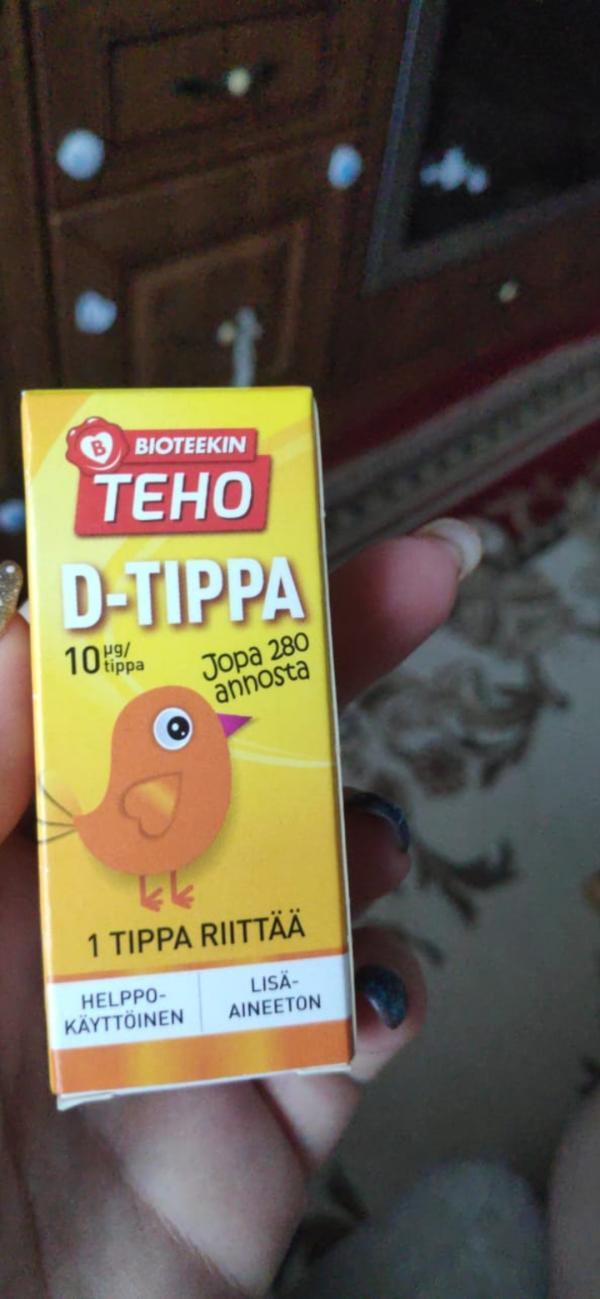 B
BIOTEEKIN
TEHO
D-TIPPA
10 µg/
tippa
Jopa 280
annosta
1 TIPPA RIITTÄÄ
HELPPO-
KÄYTTÖINEN
LISÄ-
AINEETON